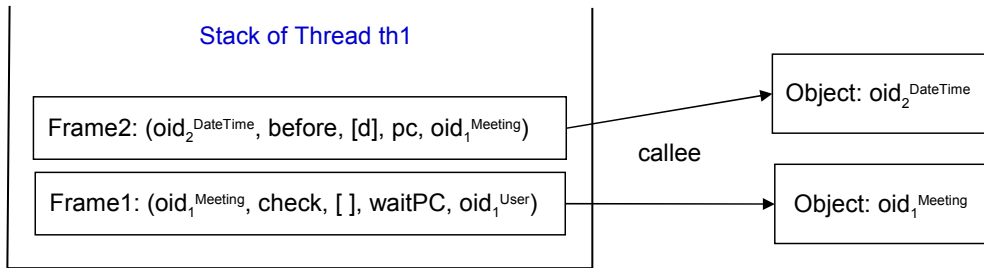 Stack of Thread th1
Object: oid₂ᴰᵃᵗᵉᵀⁱᵐᵉ
Frame2: (oid₂ᴰᵃᵗᵉᵀⁱᵐᵉ, before, [d], pc, oid₁ᴹᵉᵉᵗⁱⁿᵍ)
callee
Frame1: (oid₁ᴹᵉᵉᵗⁱⁿᵍ, check, [ ], waitPC, oid₁ᵁˢᵉʳ)
Object: oid₁ᴹᵉᵉᵗⁱⁿᵍ